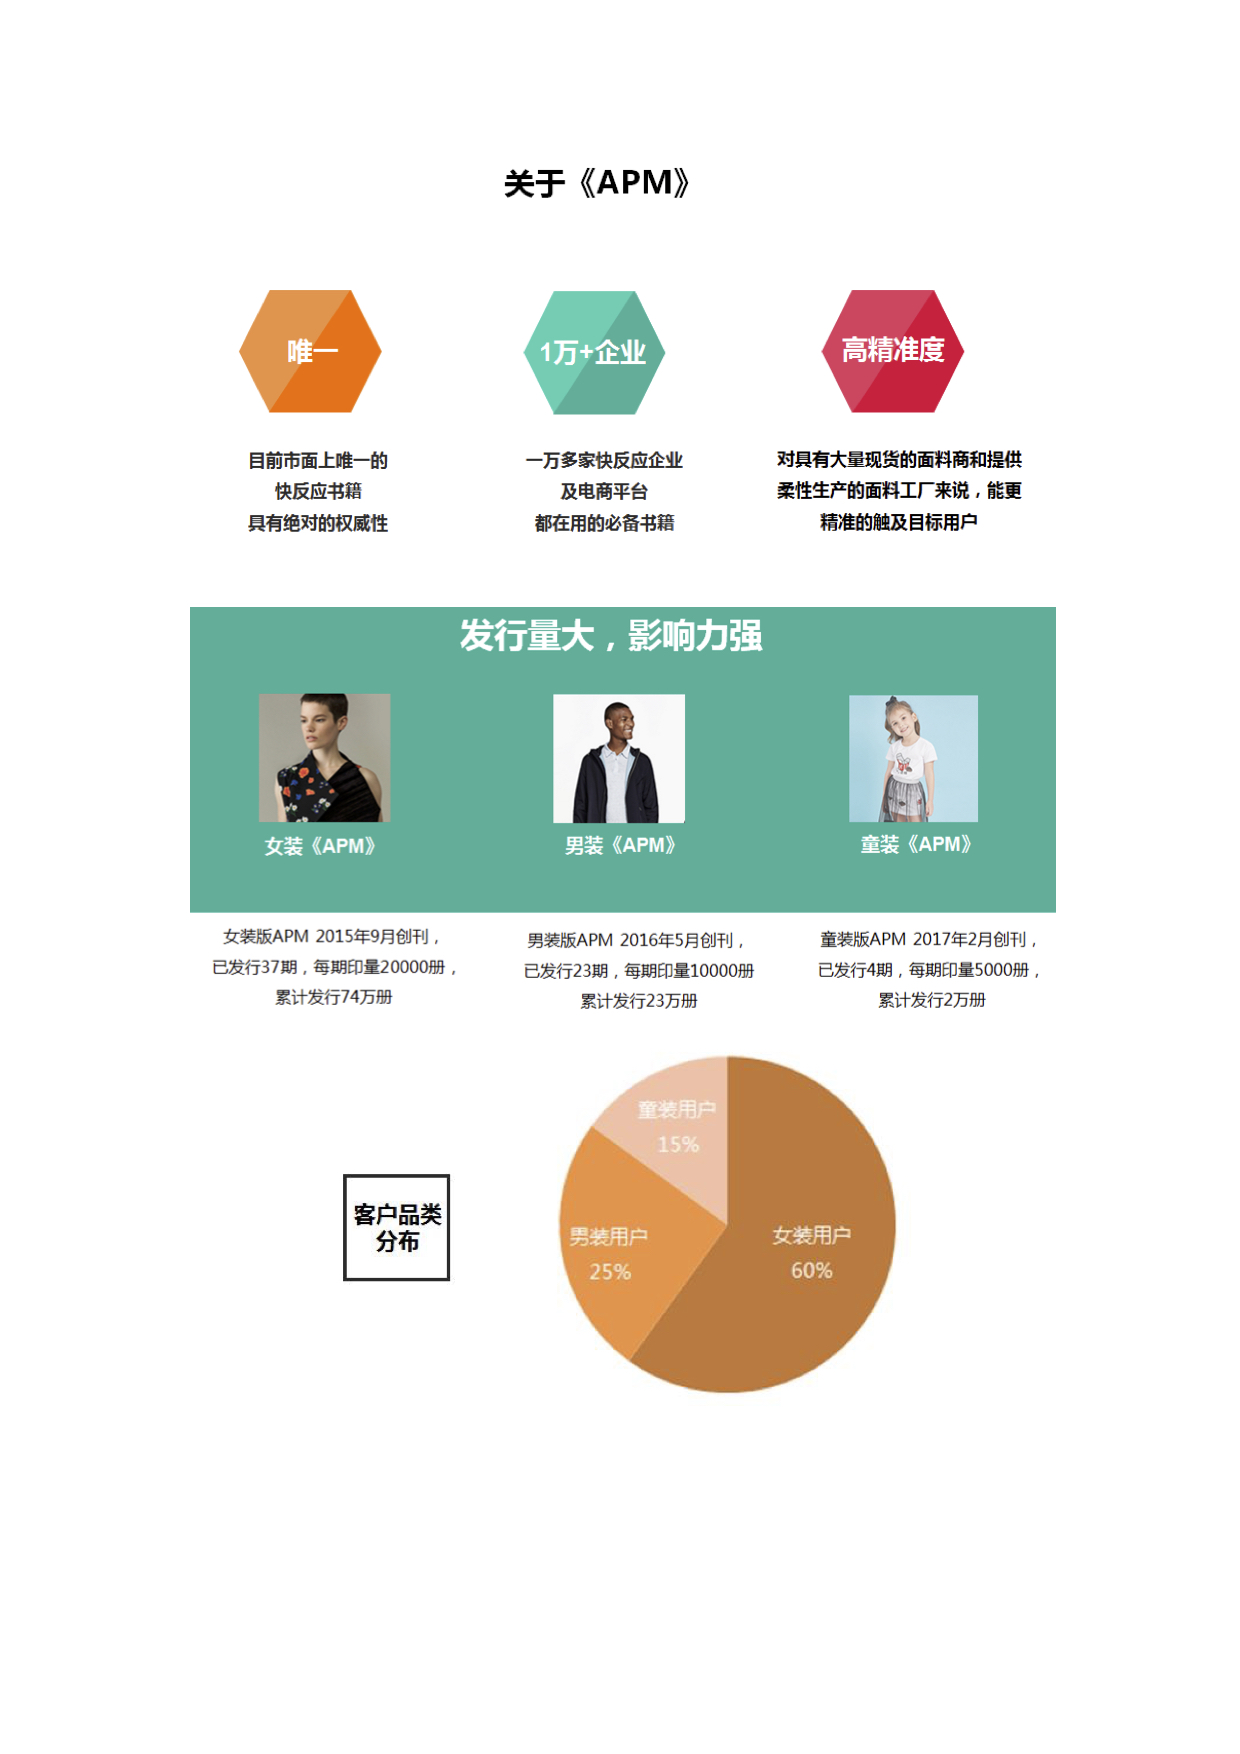 关于《APM》
唯一
1万+企业
高精准度
目前市面上唯一的
快反应书籍
具有绝对的权威性
一万多家快反应企业
及电商平台
都在用的必备书籍
对具有大量现货的面料商和提供
柔性生产的面料工厂来说，能更
精准的触及目标用户
发行量大，影响力强
女装《APM》
男装《APM》
童装《APM》
女装版APM 2015年9月创刊，
已发行37期，每期印量20000册，
累计发行74万册
男装版APM 2016年5月创刊，
已发行23期，每期印量10000册
累计发行23万册
童装版APM 2017年2月创刊，
已发行4期，每期印量5000册，
累计发行2万册
客户品类
分布
童装用户
15%
男装用户
25%
女装用户
60%